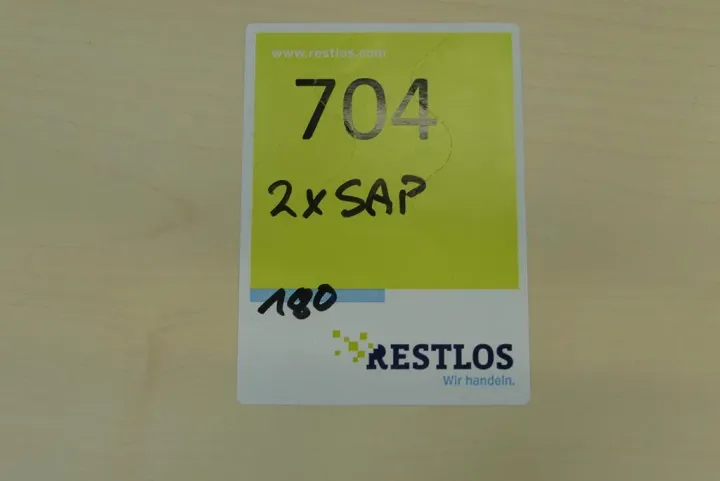 www.restlos.com
704
2xSAP
180
RESTLOS
Wir handeln.